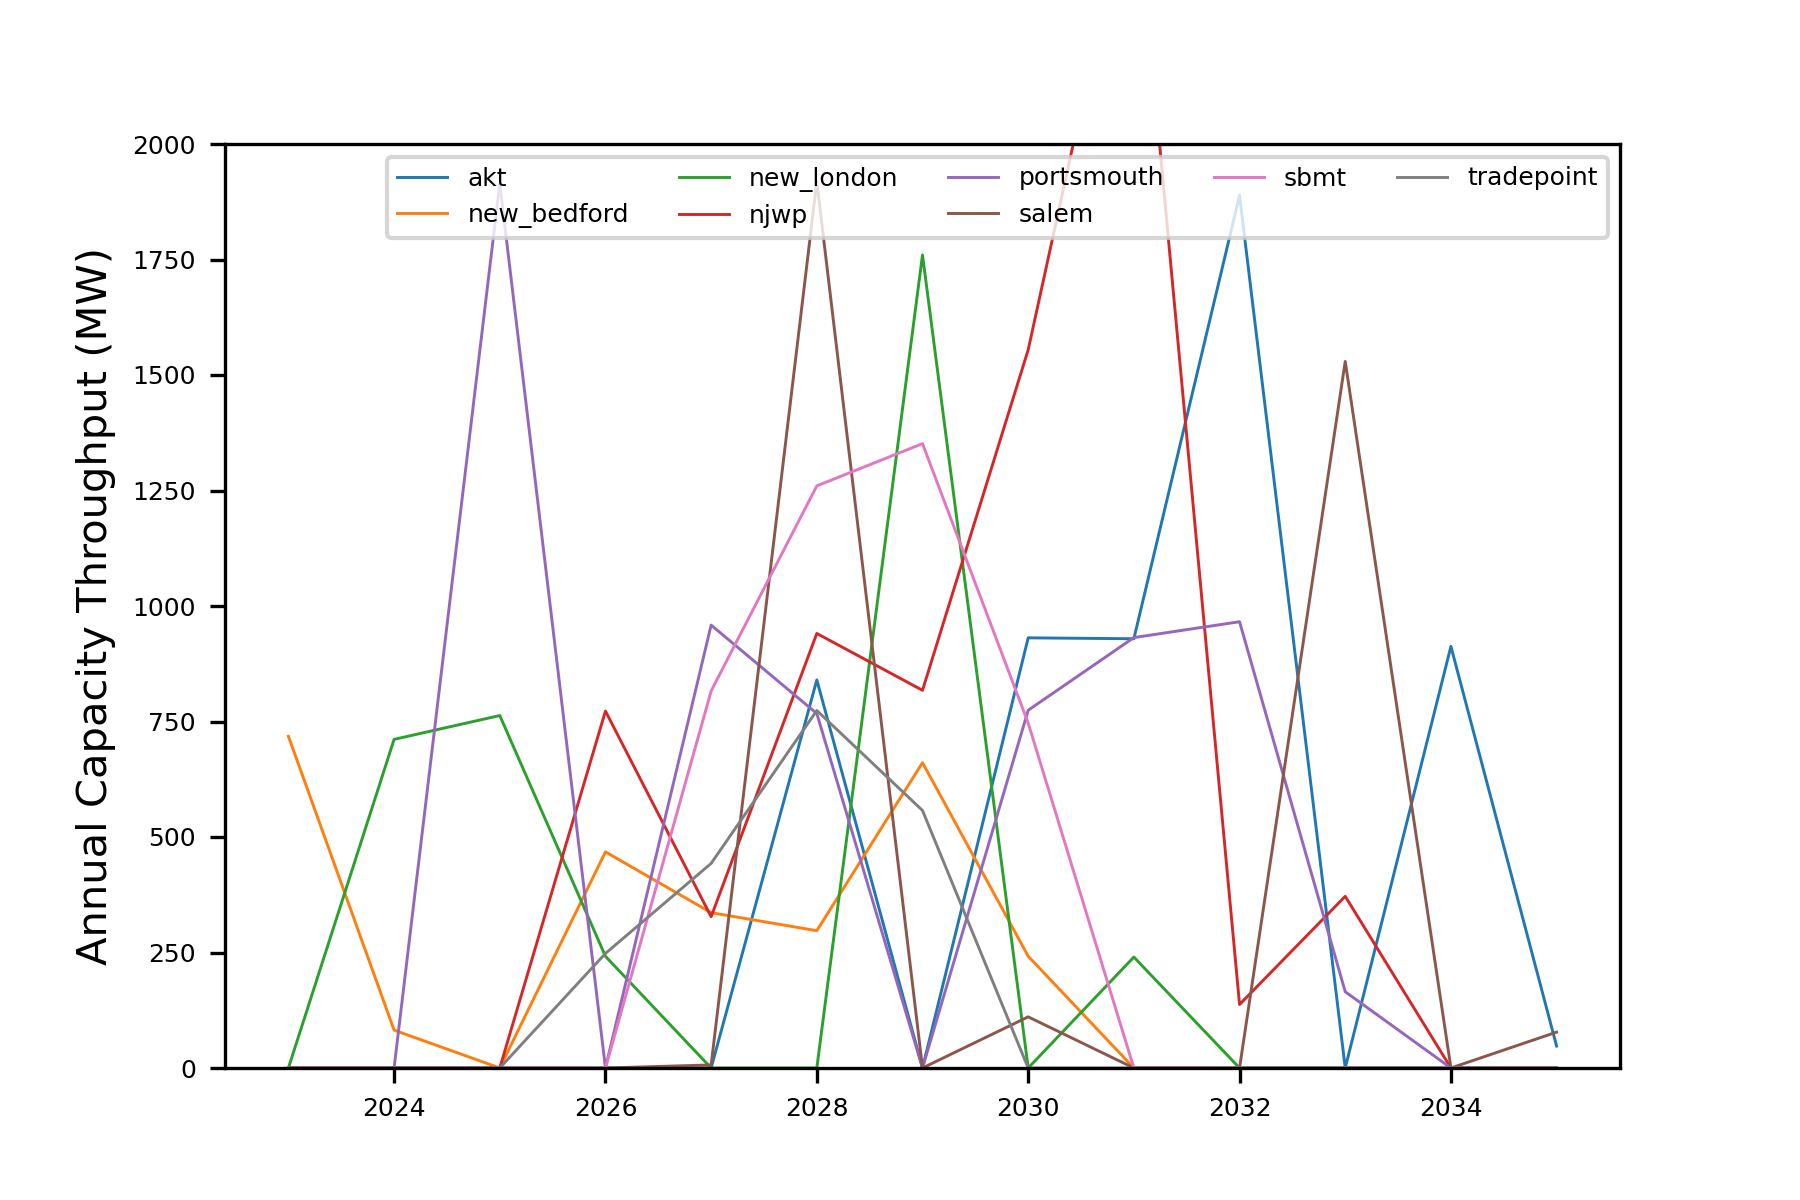 Annual Capacity Throughput (MW)
2000
1750
1500
1250
1000
750
500
250
0
akt new_london portsmouth sbmt tradepoint
new_bedford njwp salem
2024 2026 2028 2030 2032 2034